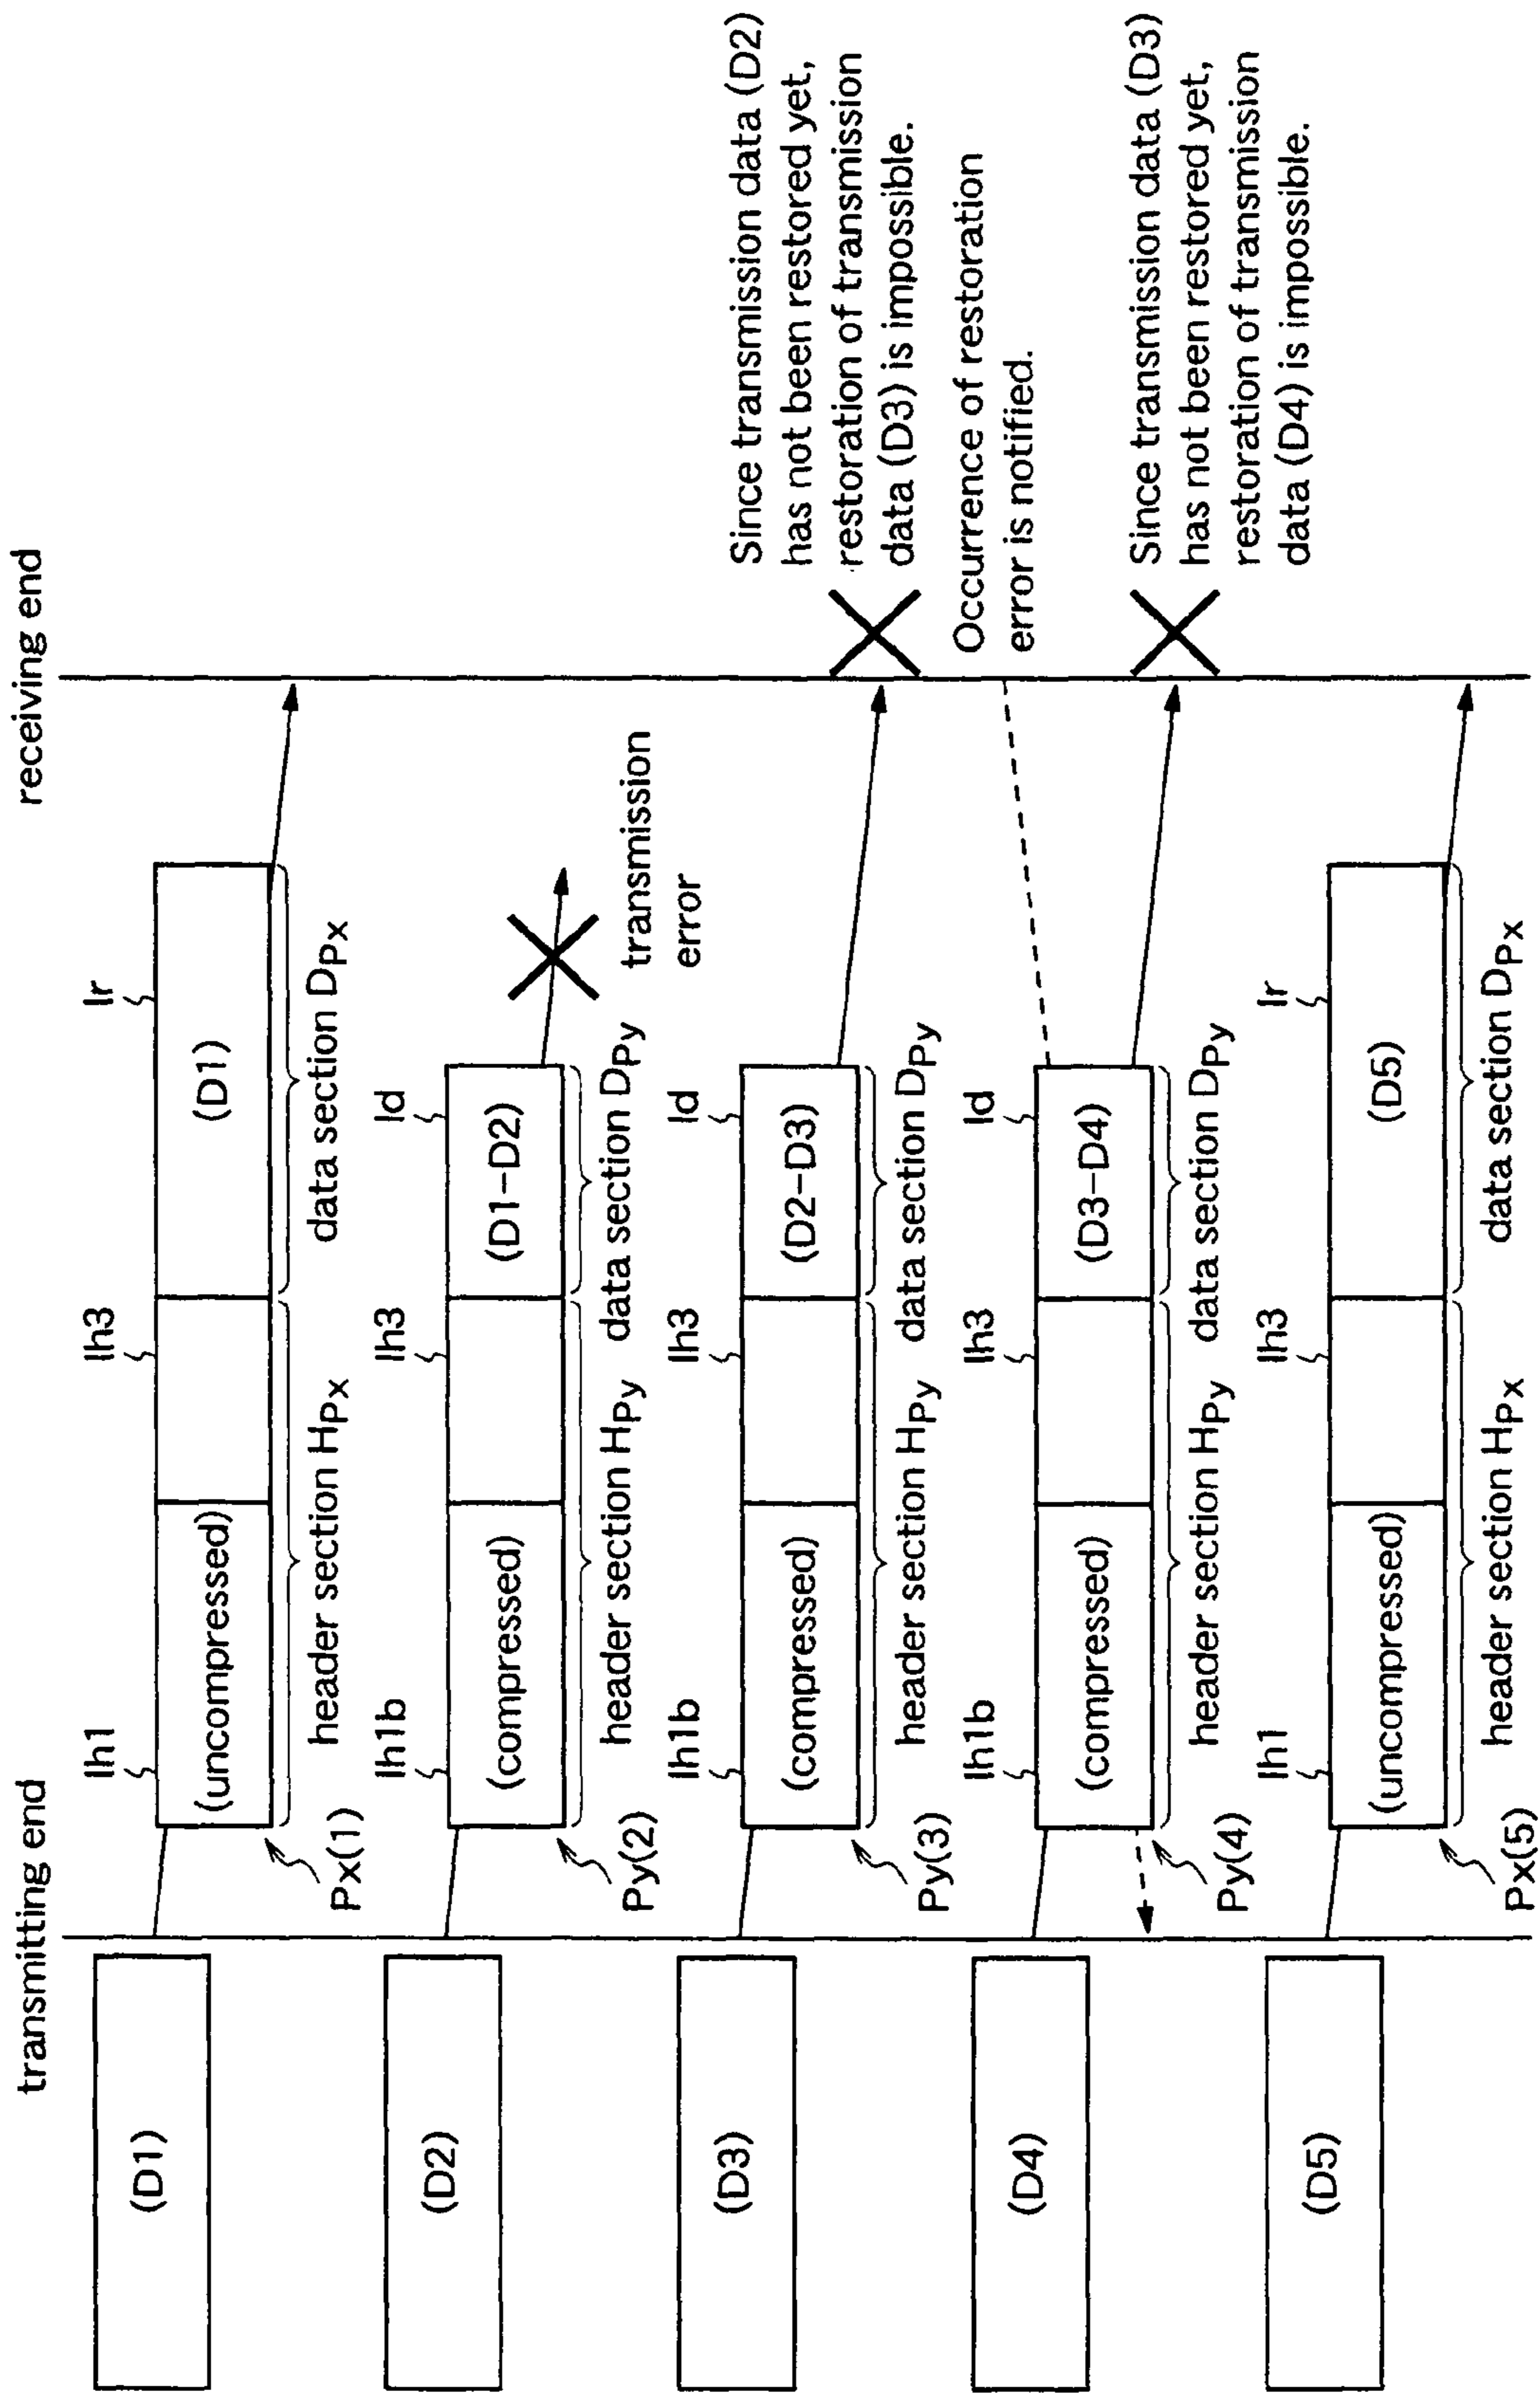 transmitting end
receiving end
(D1)
Ih1
Ih3
Ir
(uncompressed)
(D1)
Px(1)
header section HPx
data section DPx
(D2)
Ih1b
Ih3
Id
(compressed)
(D1-D2)
Py(2)
header section HPy
data section DPy
transmission
error
(D3)
Ih1b
Ih3
Id
(compressed)
(D2-D3)
Py(3)
header section HPy
data section DPy
Since transmission data (D2)
has not been restored yet,
restoration of transmission
data (D3) is impossible.
Occurrence of restoration
error is notified.
(D4)
Ih1b
Ih3
Id
(compressed)
(D3-D4)
Py(4)
header section HPy
data section DPy
Since transmission data (D3)
has not been restored yet,
restoration of transmission
data (D4) is impossible.
(D5)
Ih1
Ih3
Ir
(uncompressed)
(D5)
Px(5)
header section HPx
data section DPx